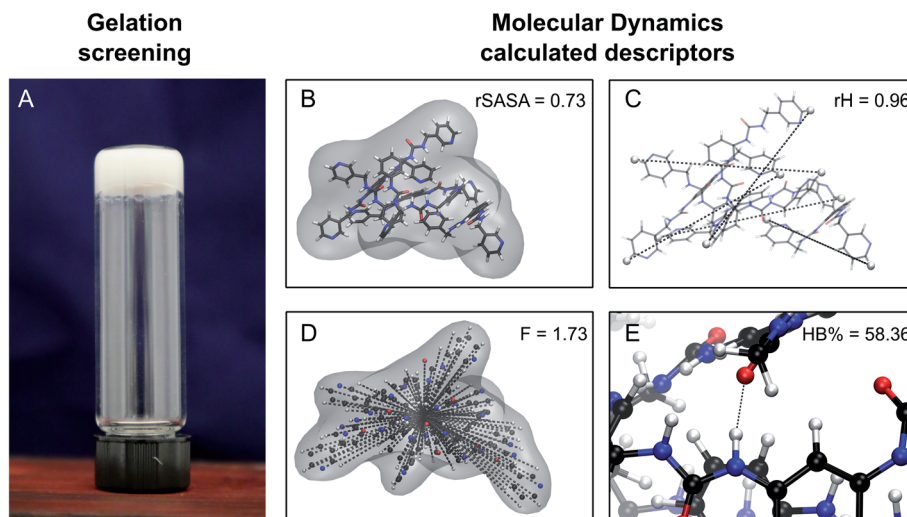 Gelation
screening
Molecular Dynamics
calculated descriptors
A
B
rSASA = 0.73
C
rH = 0.96
D
F = 1.73
E
HB% = 58.36